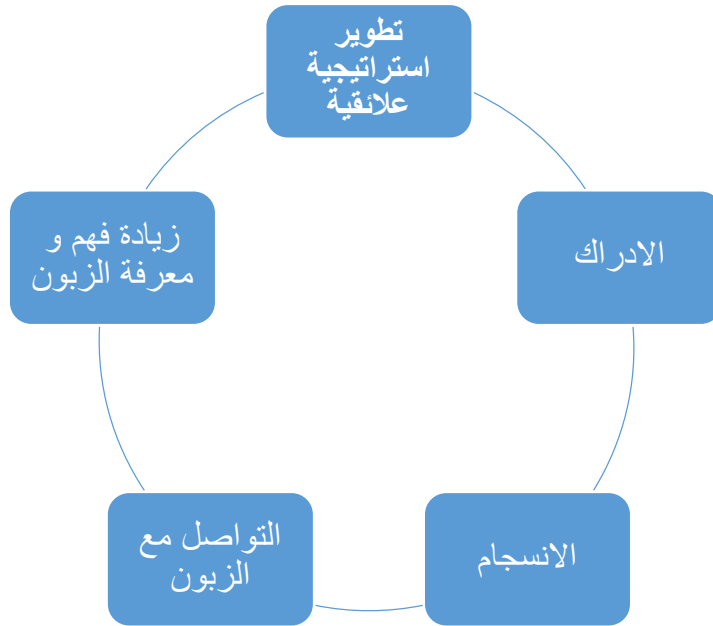 تطوير
استراتيجية
علائقية
الادراك
الانسجام
التواصل مع
الزبون
زيادة فهم و
معرفة الزبون